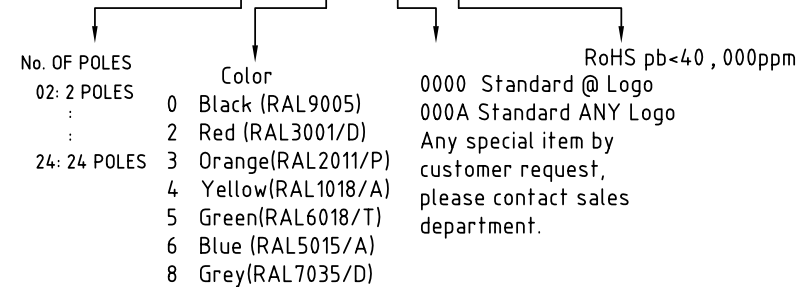 No. OF POLES
02: 2 POLES
:
:
24: 24 POLES
Color
0 Black (RAL9005)
2 Red (RAL3001/D)
3 Orange(RAL2011/P)
4 Yellow(RAL1018/A)
5 Green(RAL6018/T)
6 Blue (RAL5015/A)
8 Grey(RAL7035/D)
0000 Standard @ Logo
000A Standard ANY Logo
Any special item by
customer request,
please contact sales
department.
RoHS pb<40,000ppm